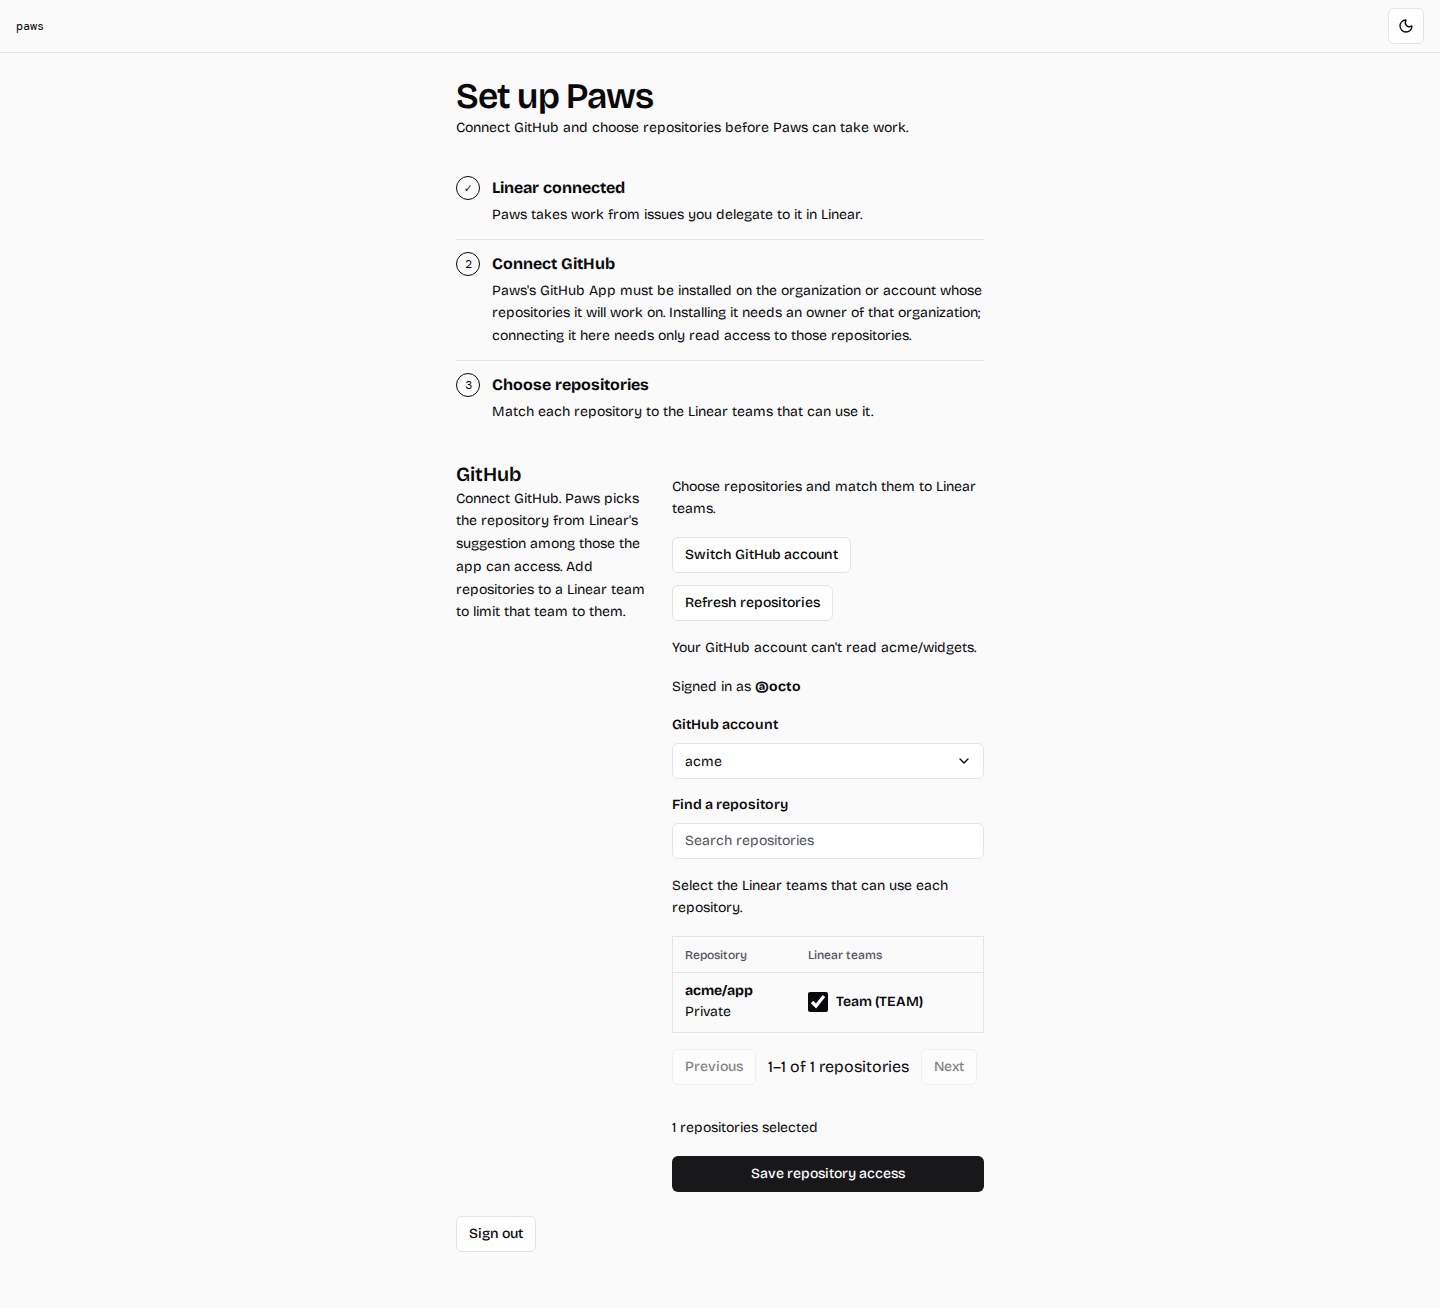 paws
Set up Paws
Connect GitHub and choose repositories before Paws can take work.
✓
Linear connected
Paws takes work from issues you delegate to it in Linear.
2
Connect GitHub
Paws's GitHub App must be installed on the organization or account whose
repositories it will work on. Installing it needs an owner of that organization;
connecting it here needs only read access to those repositories.
3
Choose repositories
Match each repository to the Linear teams that can use it.
GitHub
Connect GitHub. Paws picks
the repository from Linear's
suggestion among those the
app can access. Add
repositories to a Linear team
to limit that team to them.
Choose repositories and match them to Linear
teams.
Switch GitHub account
Refresh repositories
Your GitHub account can't read acme/widgets.
Signed in as @octo
GitHub account
acme
Find a repository
Search repositories
Select the Linear teams that can use each
repository.
Repository Linear teams
acme/app
Private
Team (TEAM)
Previous 1–1 of 1 repositories Next
1 repositories selected
Save repository access
Sign out